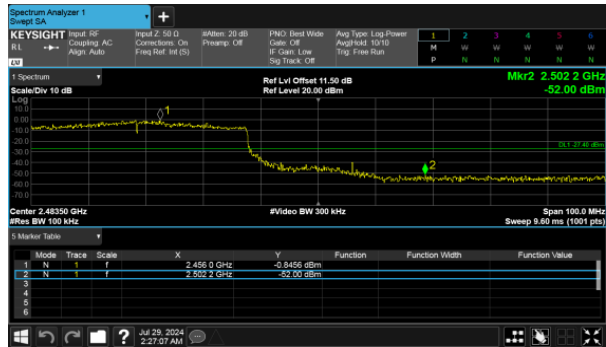 Spectrum Analyzer 1
Swept SA
+
KEYSIGHT Input: RF Input Z: 50 Ω #Atten: 20 dB PNO: Best Wide Avg Type: Log-Power 1 2 3 4 5 6
RL Coupling: AC Corrections: On Preamp: Off Gate: Off Avg|Hold: 10/10 M W W W W W
Align: Auto Freq Ref: Int (S) IF Gain: Low Trig: Free Run
Sig Track: Off P N N N N N
LXI
1 Spectrum Ref Lvl Offset 11.50 dB Mkr2 2.502 2 GHz
Scale/Div 10 dB Ref Level 20.00 dBm -52.00 dBm
Log
10.0
0.00
-10.0
-20.0
-30.0
-40.0
-50.0
-60.0
-70.0
1
DL1 -27.40 dBm
2
Center 2.48350 GHz #Video BW 300 kHz Span 100.0 MHz
#Res BW 100 kHz Sweep 9.60 ms (1001 pts)
5 Marker Table
Mode Trace Scale X Y Function Function Width Function Value
1 N 1 f 2.456 0 GHz -0.8456 dBm
2 N 1 f 2.502 2 GHz -52.00 dBm
3
4
5
6
? Jul 29, 2024
2:27:07 AM